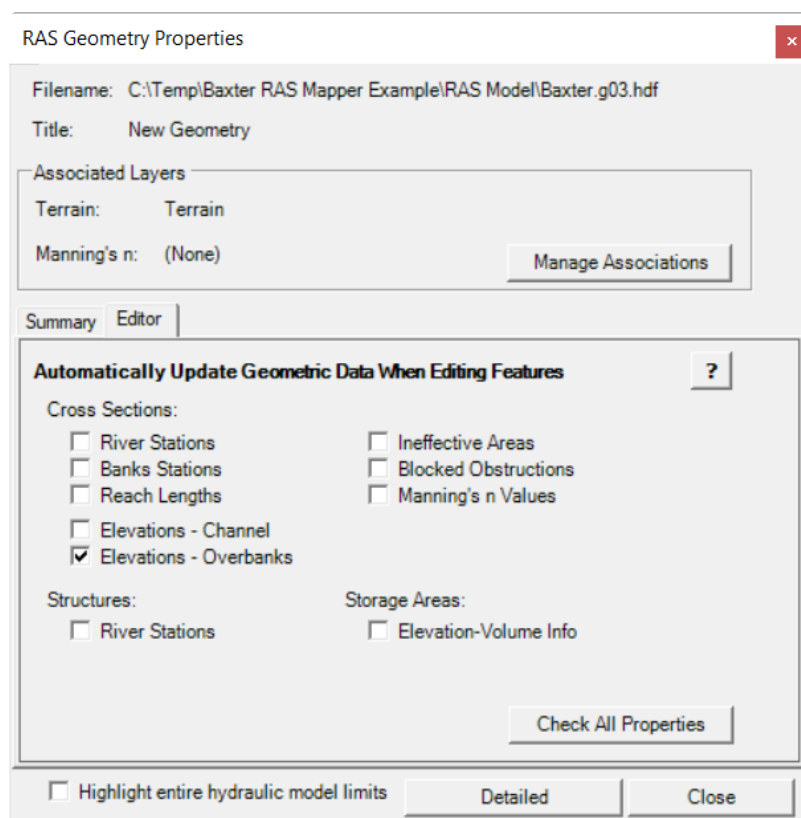 RAS Geometry Properties
×
Filename: C:\Temp\Baxter RAS Mapper Example\RAS Model\Baxter.g03.hdf
Title: New Geometry
Associated Layers
Terrain: Terrain
Manning's n: (None)
Manage Associations
Summary Editor
Automatically Update Geometric Data When Editing Features
?
Cross Sections:
River Stations Ineffective Areas
Banks Stations Blocked Obstructions
Reach Lengths Manning's n Values
Elevations - Channel
Elevations - Overbanks
Structures: Storage Areas:
River Stations Elevation-Volume Info
Check All Properties
Highlight entire hydraulic model limits Detailed Close